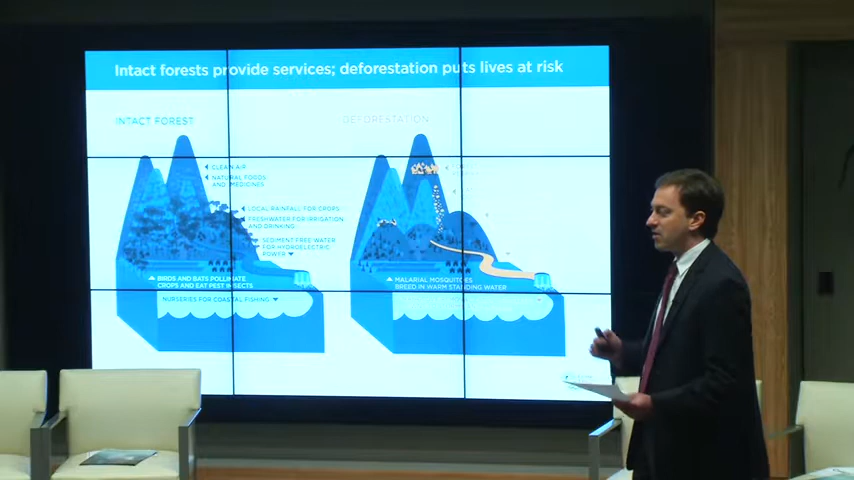 Intact forests provide services; deforestation puts lives at risk
INTACT FOREST
DEFORESTATION
CLEAN AIR
NATURAL FOODS
AND MEDICINES
LOCAL RAINFALL FOR CROPS
FRESHWATER FOR IRRIGATION
AND DRINKING
SEDIMENT FREE WATER
FOR HYDROELECTRIC
POWER
BIRDS AND BATS POLLINATE
CROPS AND EAT PEST INSECTS
NURSERIES FOR COASTAL FISHING
MALARIAL MOSQUITOES
BREED IN WARM STANDING WATER